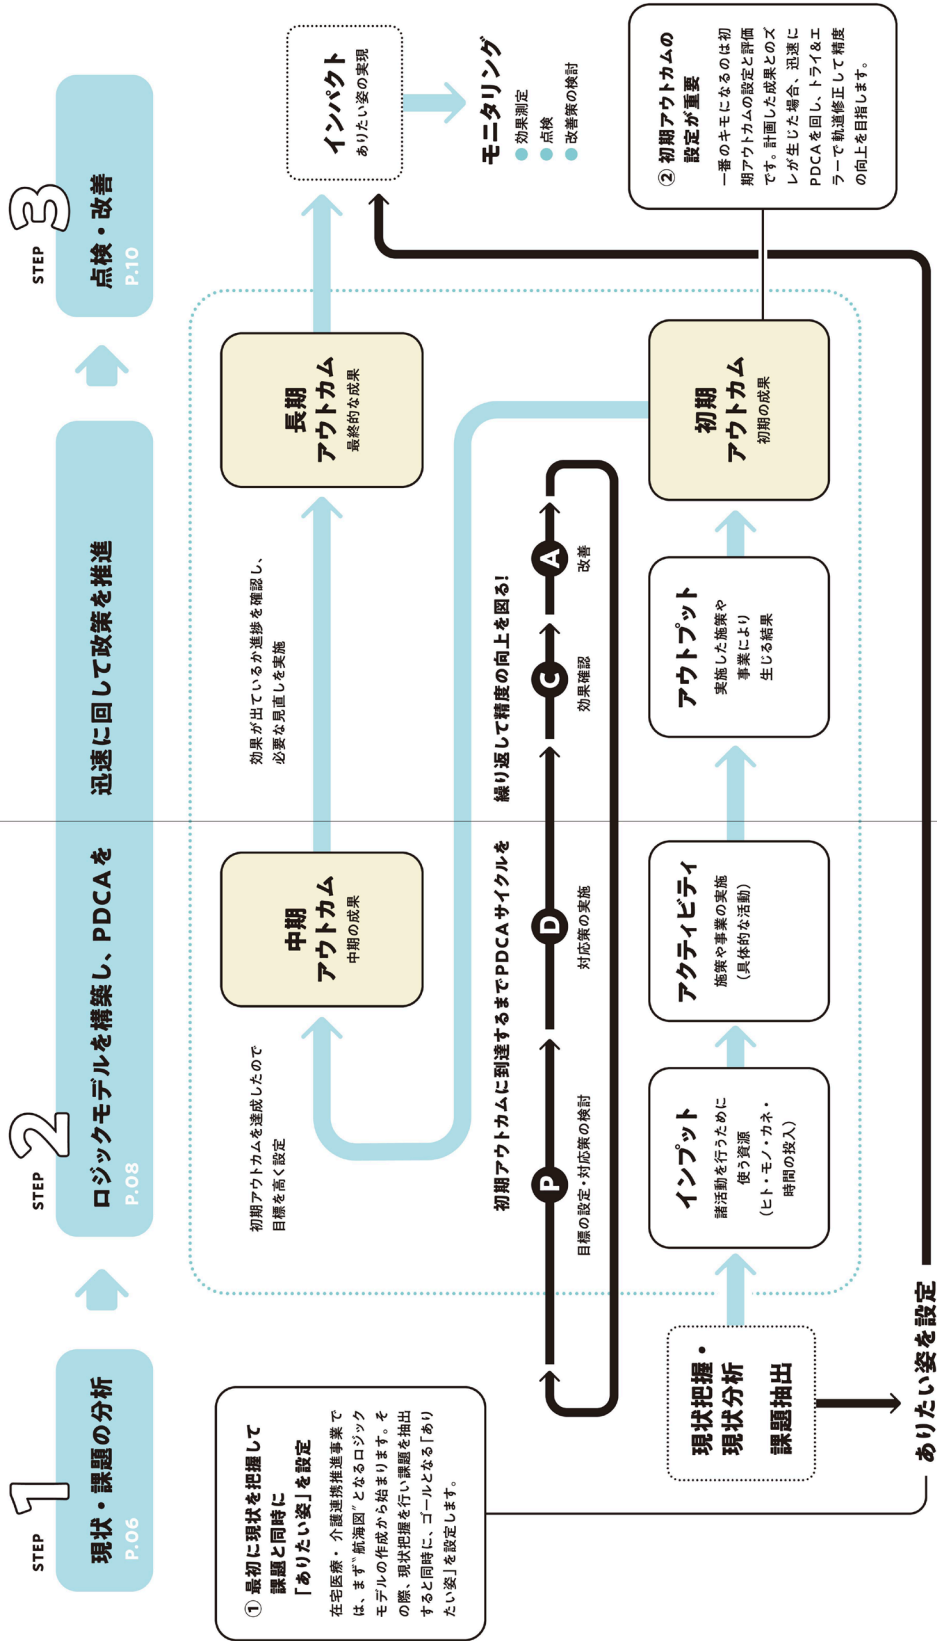 STEP 1
現状・課題の分析
P.06
STEP 2
ロジックモデルを構築し、PDCAを 迅速に回して政策を推進
P.08
STEP 3
点検・改善
P.10
① 最初に現状を把握して
課題と同時に
「ありたい姿」を設定
在宅医療・介護連携推進事業で
は、まず〝航海図〟となるロジック
モデルの作成から始まります。そ
の際、現状把握を行い課題を抽出
すると同時に、ゴールとなる「あり
たい姿」を設定します。
現状把握・
現状分析
課題抽出
ありたい姿を設定
初期アウトカムを達成したので
目標を高く設定
中期
アウトカム
中期の成果
効果が出ているか進捗を確認し、
必要な見直しを実施
長期
アウトカム
最終的な成果
インパクト
ありたい姿の実現
モニタリング
効果測定
点検
改善策の検討
初期アウトカムに到達するまでPDCAサイクルを 繰り返して精度の向上を図る!
P
目標の設定・対応策の検討
D
対応策の実施
C
効果確認
A
改善
インプット
諸活動を行うために
使う資源
（ヒト・モノ・カネ・
時間の投入）
アクティビティ
施策や事業の実施
（具体的な活動）
アウトプット
実施した施策や
事業により
生じる結果
初期
アウトカム
初期の成果
② 初期アウトカムの
設定が重要
一番のキモになるのは初
期アウトカムの設定と評価
です。計画した成果とのズ
レが生じた場合、迅速に
PDCAを回し、トライ＆エ
ラーで軌道修正して精度
の向上を目指します。